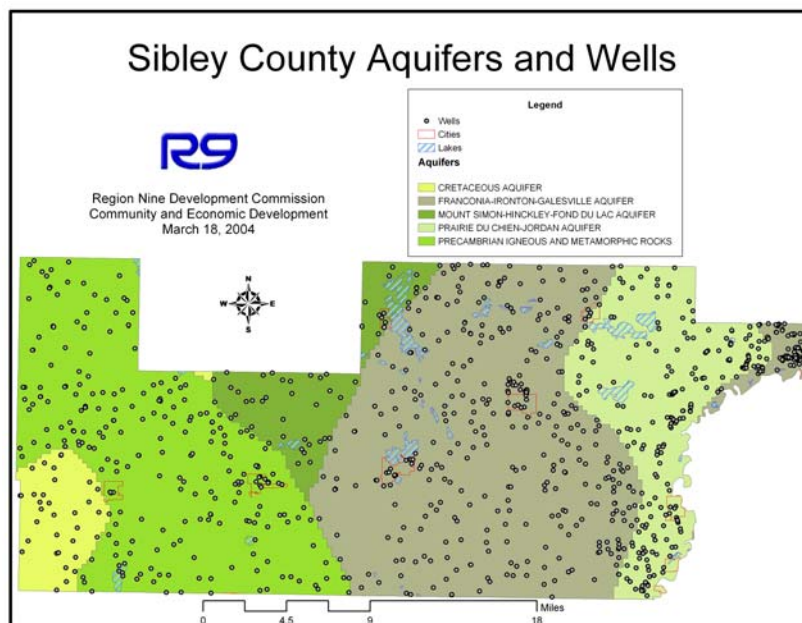 Sibley County Aquifers and Wells
R9
Region Nine Development Commission
Community and Economic Development
March 18, 2004
Legend
Wells
Cities
Lakes
Aquifers
CRETACEOUS AQUIFER
FRANCONIA-IRONTON-GALESVILLE AQUIFER
MOUNT SIMON-HINCKLEY-FOND DU LAC AQUIFER
PRAIRIE DU CHIEN-JORDAN AQUIFER
PRECAMBRIAN IGNEOUS AND METAMORPHIC ROCKS
N
W E
S
Miles
0 4.5 9 18